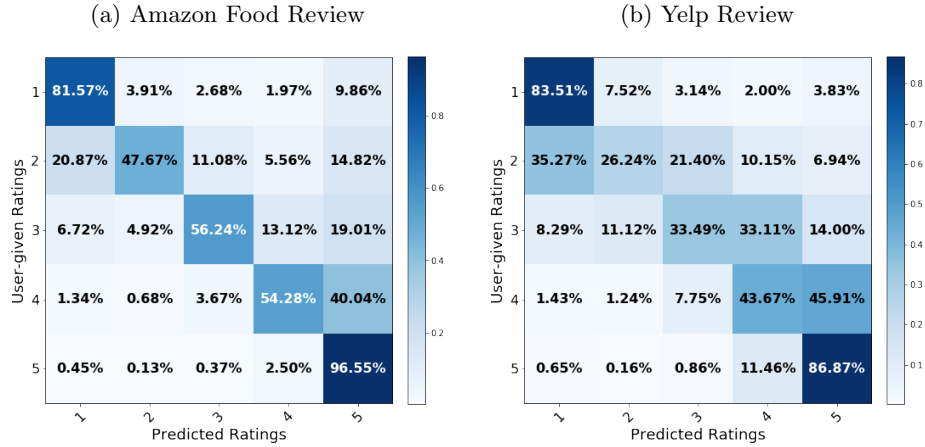 (a) Amazon Food Review
1 81.57% 3.91% 2.68% 1.97% 9.86%
2 20.87% 47.67% 11.08% 5.56% 14.82%
3 6.72% 4.92% 56.24% 13.12% 19.01%
4 1.34% 0.68% 3.67% 54.28% 40.04%
5 0.45% 0.13% 0.37% 2.50% 96.55%
1 2 3 4 5
User-given Ratings
Predicted Ratings
0.8
0.6
0.4
0.2
(b) Yelp Review
1 83.51% 7.52% 3.14% 2.00% 3.83%
2 35.27% 26.24% 21.40% 10.15% 6.94%
3 8.29% 11.12% 33.49% 33.11% 14.00%
4 1.43% 1.24% 7.75% 43.67% 45.91%
5 0.65% 0.16% 0.86% 11.46% 86.87%
1 2 3 4 5
User-given Ratings
Predicted Ratings
0.8
0.7
0.6
0.5
0.4
0.3
0.2
0.1